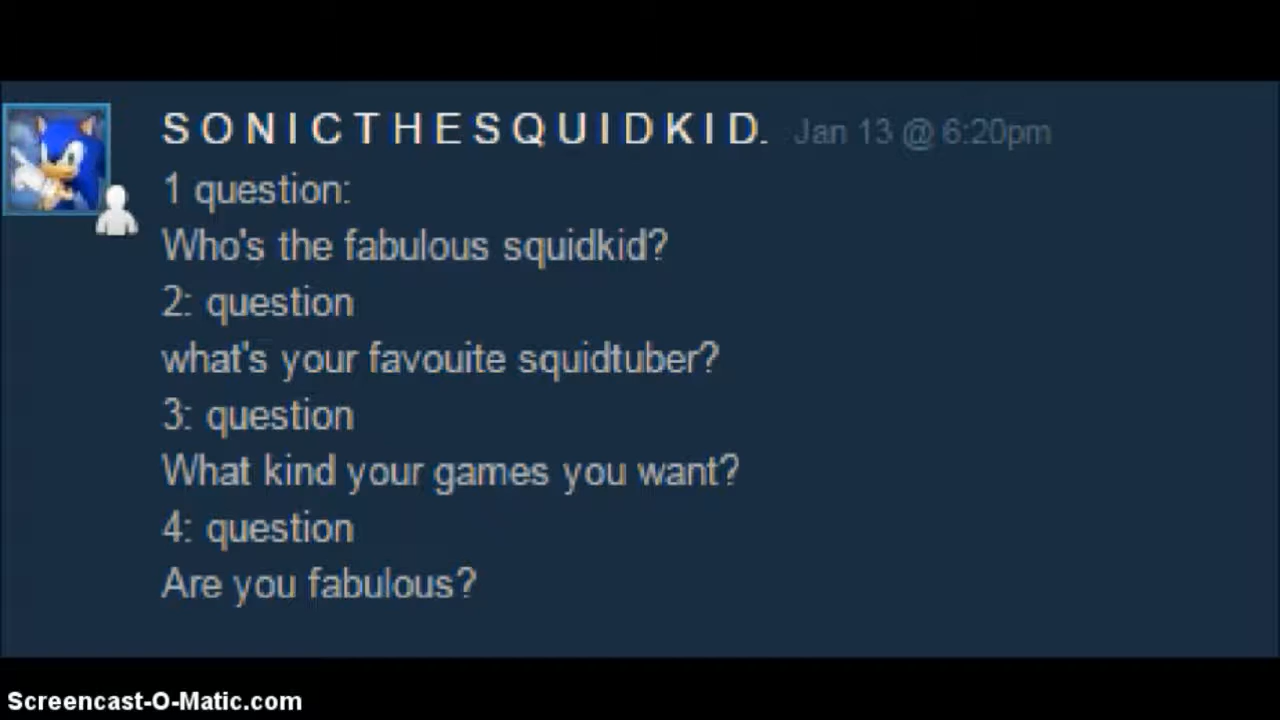 S O N I C T H E S Q U I D K I D. Jan 13 @ 6:20pm
1 question:
Who's the fabulous squidkid?
2: question
what's your favouite squidtuber?
3: question
What kind your games you want?
4: question
Are you fabulous?
Screencast-O-Matic.com